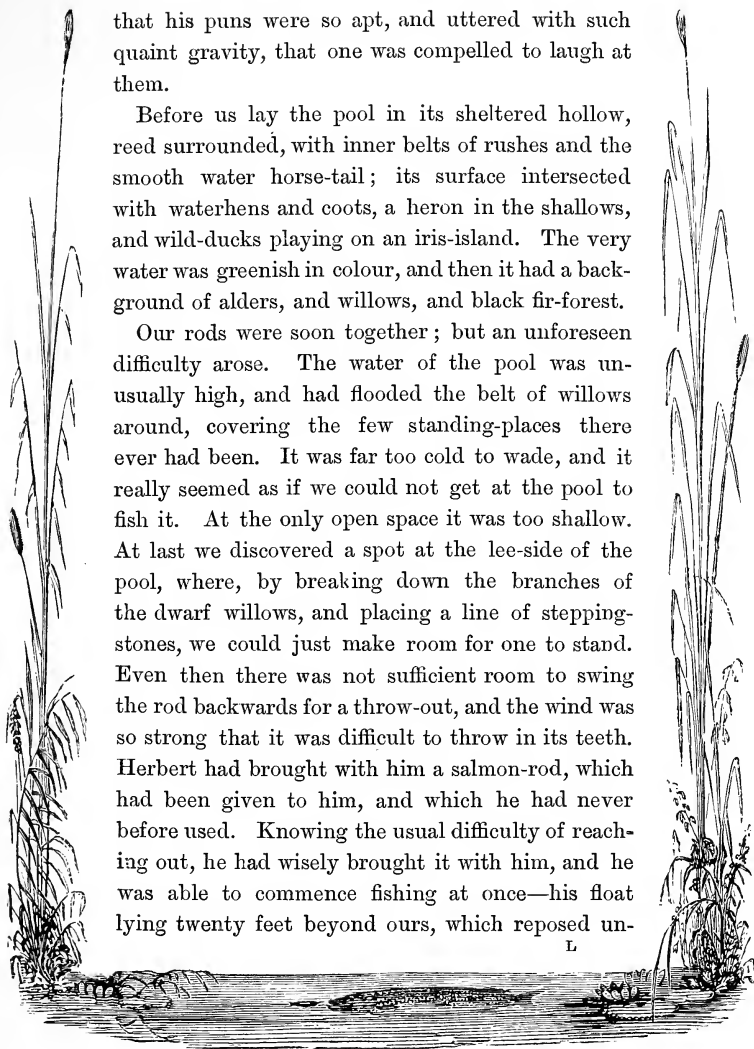 that his puns were so apt, and uttered with such
quaint gravity, that one was compelled to laugh at
them.
Before us lay the pool in its sheltered hollow,
reed surrounded, with inner belts of rushes and the
smooth water horse-tail; its surface intersected
with waterhens and coots, a heron in the shallows,
and wild-ducks playing on an iris-island. The very
water was greenish in colour, and then it had a back-
ground of alders, and willows, and black fir-forest.
Our rods were soon together; but an unforeseen
difficulty arose. The water of the pool was un-
usually high, and had flooded the belt of willows
around, covering the few standing-places there
ever had been. It was far too cold to wade, and it
really seemed as if we could not get at the pool to
fish it. At the only open space it was too shallow.
At last we discovered a spot at the lee-side of the
pool, where, by breaking down the branches of
the dwarf willows, and placing a line of stepping-
stones, we could just make room for one to stand.
Even then there was not sufficient room to swing
the rod backwards for a throw-out, and the wind was
so strong that it was difficult to throw in its teeth.
Herbert had brought with him a salmon-rod, which
had been given to him, and which he had never
before used. Knowing the usual difficulty of reach-
ing out, he had wisely brought it with him, and he
was able to commence fishing at once—his float
lying twenty feet beyond ours, which reposed un-
L